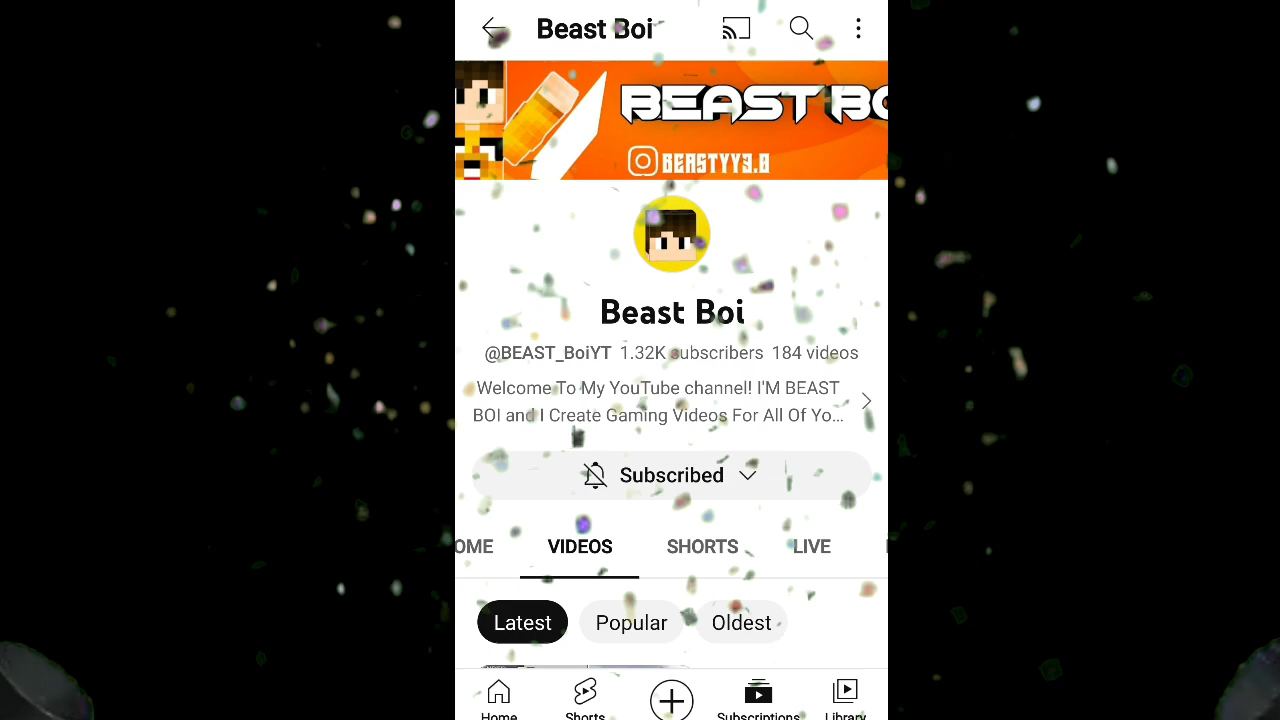 Beast Boi
BEAST BO
BEASTYY3.0
Beast Boi
@BEAST_BoiYT 1.32K subscribers 184 videos
Welcome To My YouTube channel! I'M BEAST
BOI and I Create Gaming Videos For All Of Yo...
Subscribed
OME VIDEOS SHORTS LIVE
Latest Popular Oldest
Home Shorts Subscriptions Library